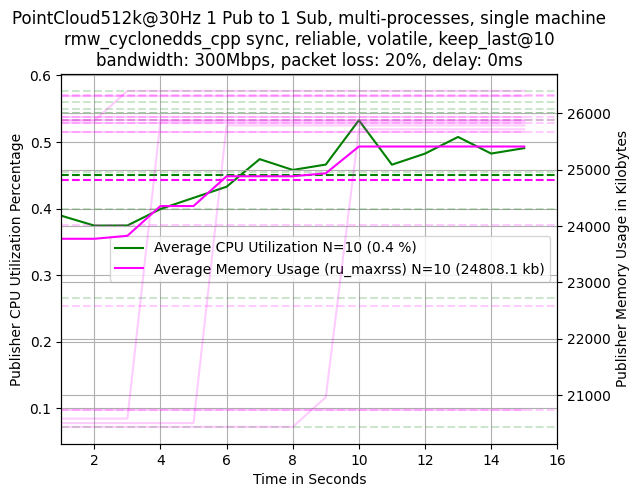 PointCloud512k@30Hz 1 Pub to 1 Sub, multi-processes, single machine
rmw_cyclonedds_cpp sync, reliable, volatile, keep_last@10
bandwidth: 300Mbps, packet loss: 20%, delay: 0ms
Publisher CPU Utilization Percentage
0.6
0.5
0.4
0.3
0.2
0.1
Average CPU Utilization N=10 (0.4 %)
Average Memory Usage (ru_maxrss) N=10 (24808.1 kb)
26000
25000
24000
23000
22000
21000
Publisher Memory Usage in Kilobytes
2 4 6 8 10 12 14 16
Time in Seconds